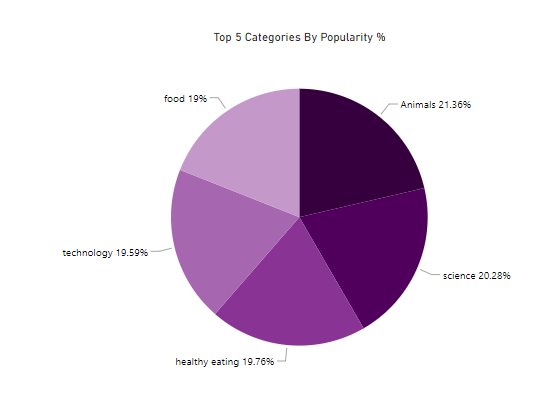 Top 5 Categories By Popularity %
food 19%
Animals 21.36%
technology 19.59%
science 20.28%
healthy eating 19.76%